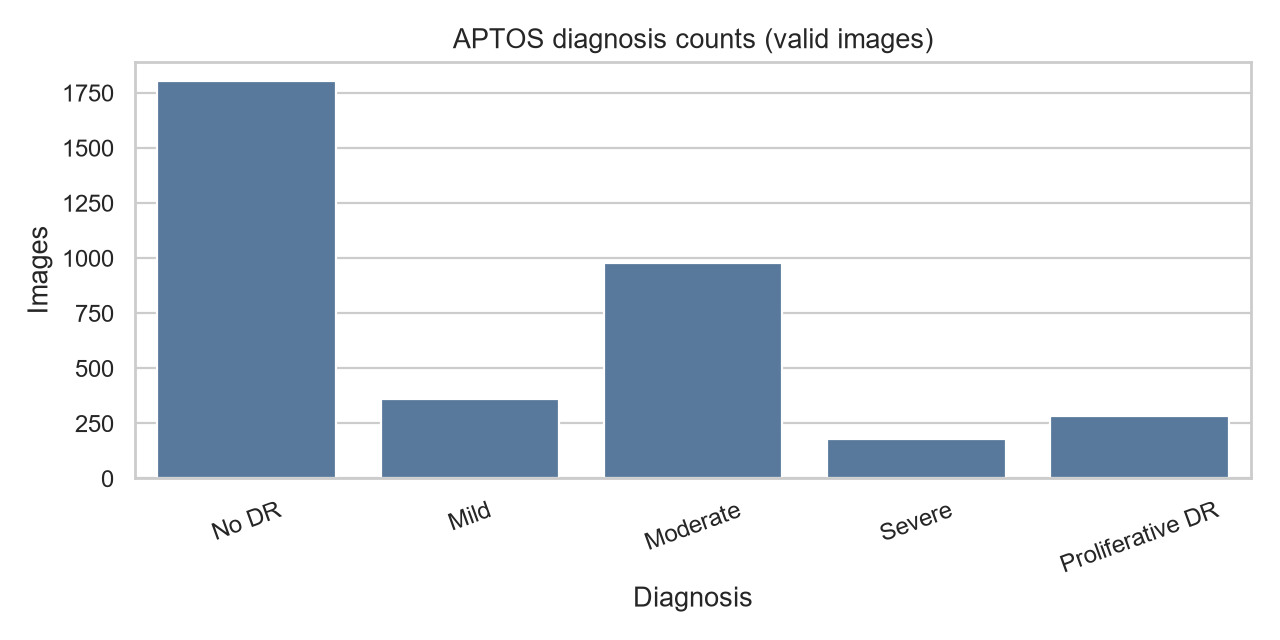 APTOS diagnosis counts (valid images)
Images
1750
1500
1250
1000
750
500
250
0
No DR
Mild
Moderate
Severe
Proliferative DR
Diagnosis